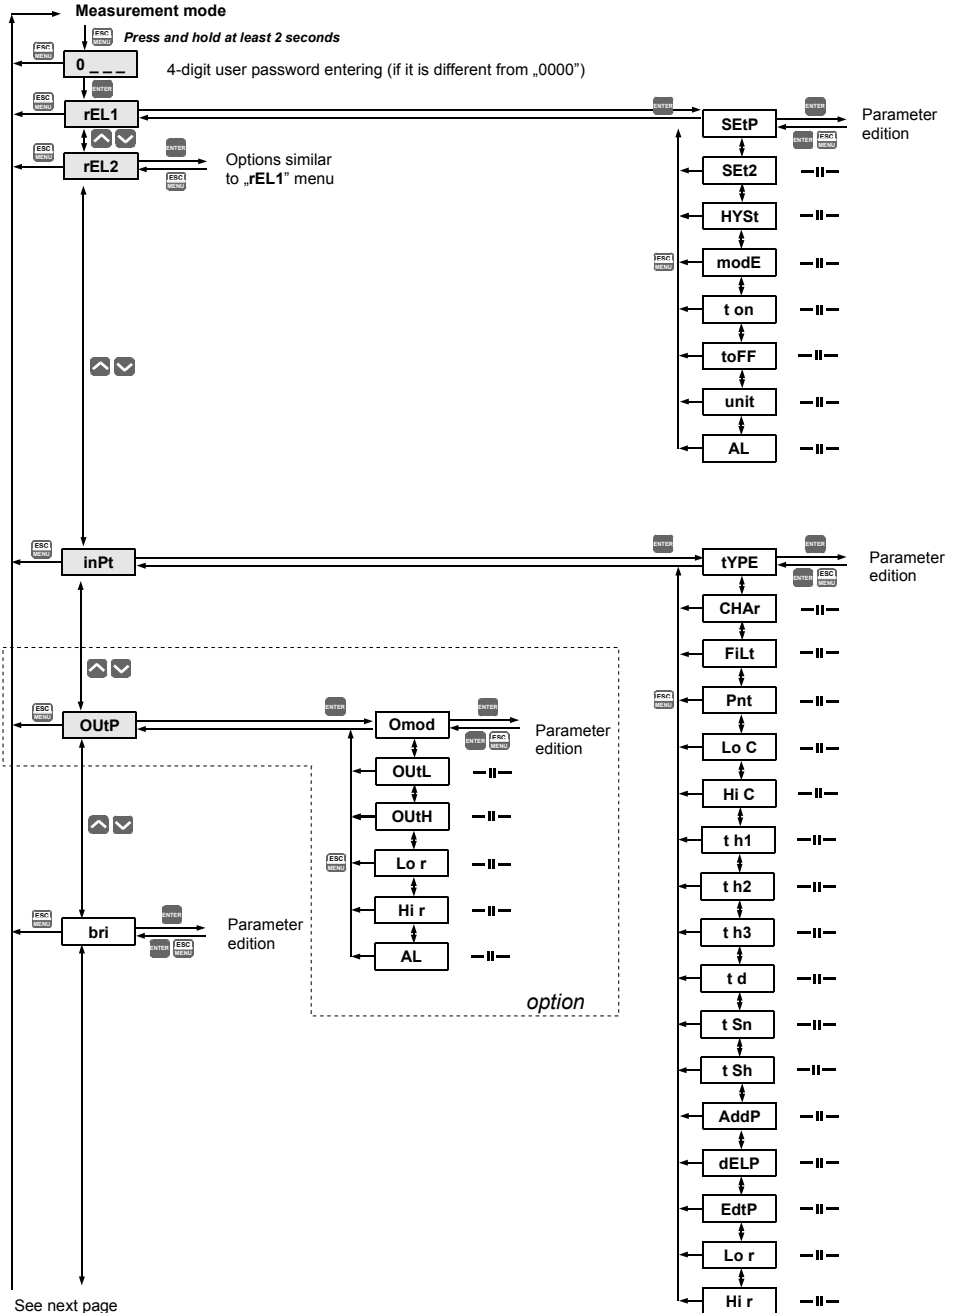 Measurement mode
ESC MENU
Press and hold at least 2 seconds
ESC MENU
0 _ _ _
4-digit user password entering (if it is different from „0000”)
ENTER
ESC MENU
rEL1
ENTER
SEtP
ENTER
ENTER
ESC MENU
Parameter
edition
ESC MENU
rEL2
ENTER
ESC MENU
Options similar
to „rEL1” menu
SEt2
HYSt
ESC MENU
modE
t on
toFF
unit
AL
ESC MENU
inPt
ENTER
tYPE
ENTER
ENTER
ESC MENU
Parameter
edition
CHAr
FiLt
ESC MENU
Pnt
Lo C
Hi C
t h1
t h2
t h3
t d
t Sn
t Sh
AddP
dELP
EdtP
Lo r
Hi r
ESC MENU
OUtP
ENTER
Omod
ENTER
ENTER
ESC MENU
Parameter
edition
OUtL
OUtH
ESC MENU
Lo r
Hi r
AL
option
ESC MENU
bri
ENTER
ENTER
ESC MENU
Parameter
edition
See next page